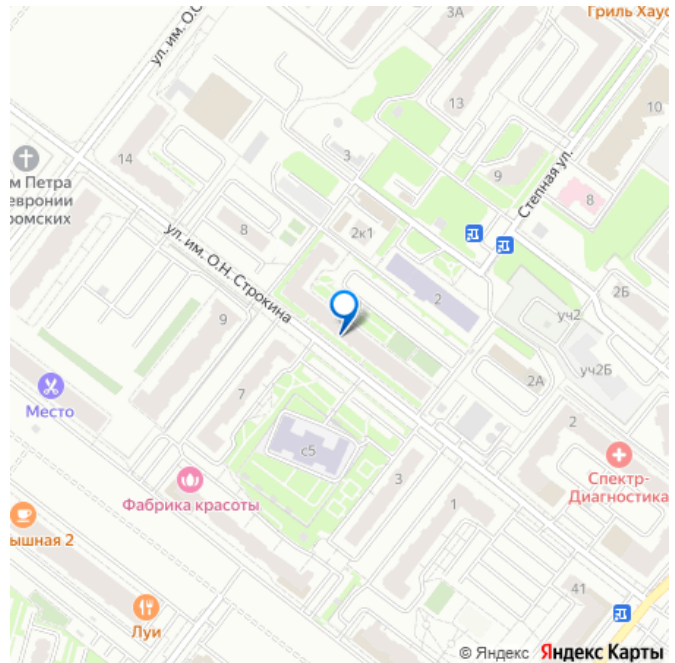 3А
Гриль Хаус
ул. им. О.С
13
10
14
3
9
Степная ул.
8
м Петра
евронии
ромских
8
2к1
ул. им. О.Н. Строкина
2
2Б
уч2
9
2А
уч2Б
7
Место
2
с5
3
1
Спектр-
Диагностика
Фабрика красоты
ышная 2
41
Луи
© Яндекс Яндекс Карты